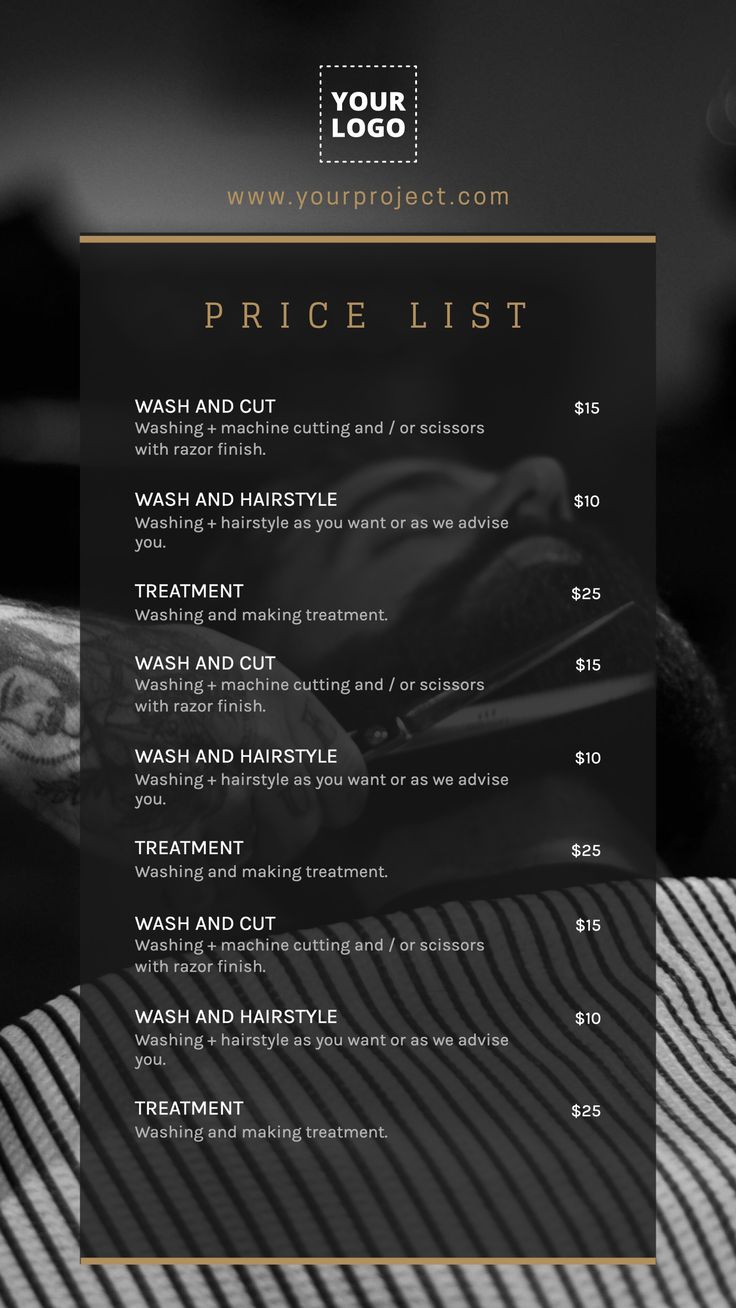 YOUR
LOGO
www.yourproject.com
PRICE LIST
WASH AND CUT $15
Washing + machine cutting and / or scissors
with razor finish.
WASH AND HAIRSTYLE $10
Washing + hairstyle as you want or as we advise
you.
TREATMENT $25
Washing and making treatment.
WASH AND CUT $15
Washing + machine cutting and / or scissors
with razor finish.
WASH AND HAIRSTYLE $10
Washing + hairstyle as you want or as we advise
you.
TREATMENT $25
Washing and making treatment.
WASH AND CUT $15
Washing + machine cutting and / or scissors
with razor finish.
WASH AND HAIRSTYLE $10
Washing + hairstyle as you want or as we advise
you.
TREATMENT $25
Washing and making treatment.